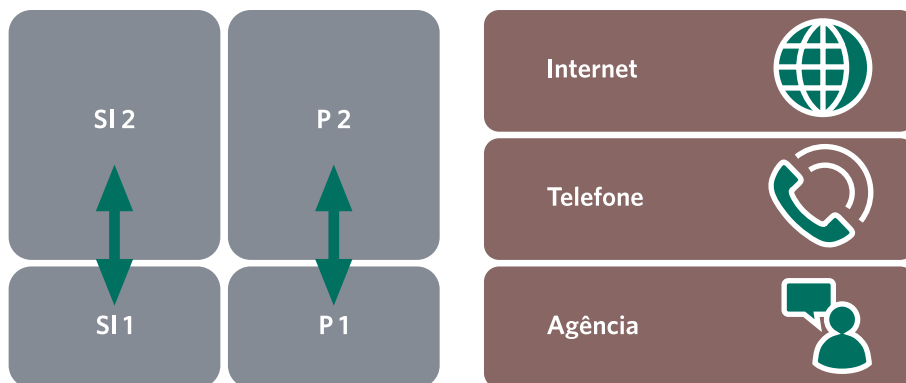 SI 2
P 2
SI 1
P 1
Internet
Telefone
Agência